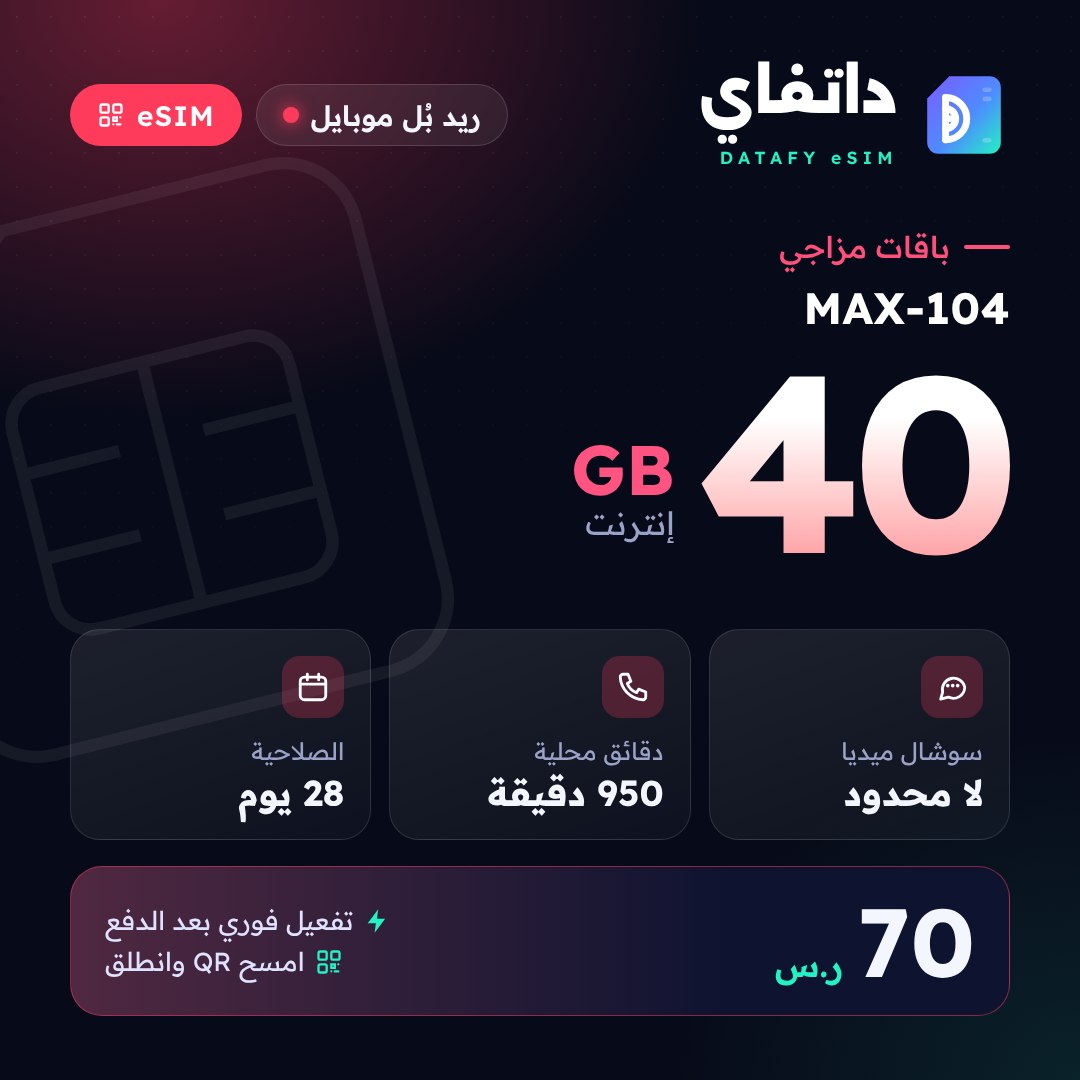 داتفاي
DATAFY eSIM
ريد بُل موبايل
eSIM
باقات مزاجي
MAX-104
40
GB
إنترنت
سوشال ميديا
لا محدود
دقائق محلية
950 دقيقة
الصلاحية
28 يوم
70 ر.س
تفعيل فوري بعد الدفع
امسح QR وانطلق